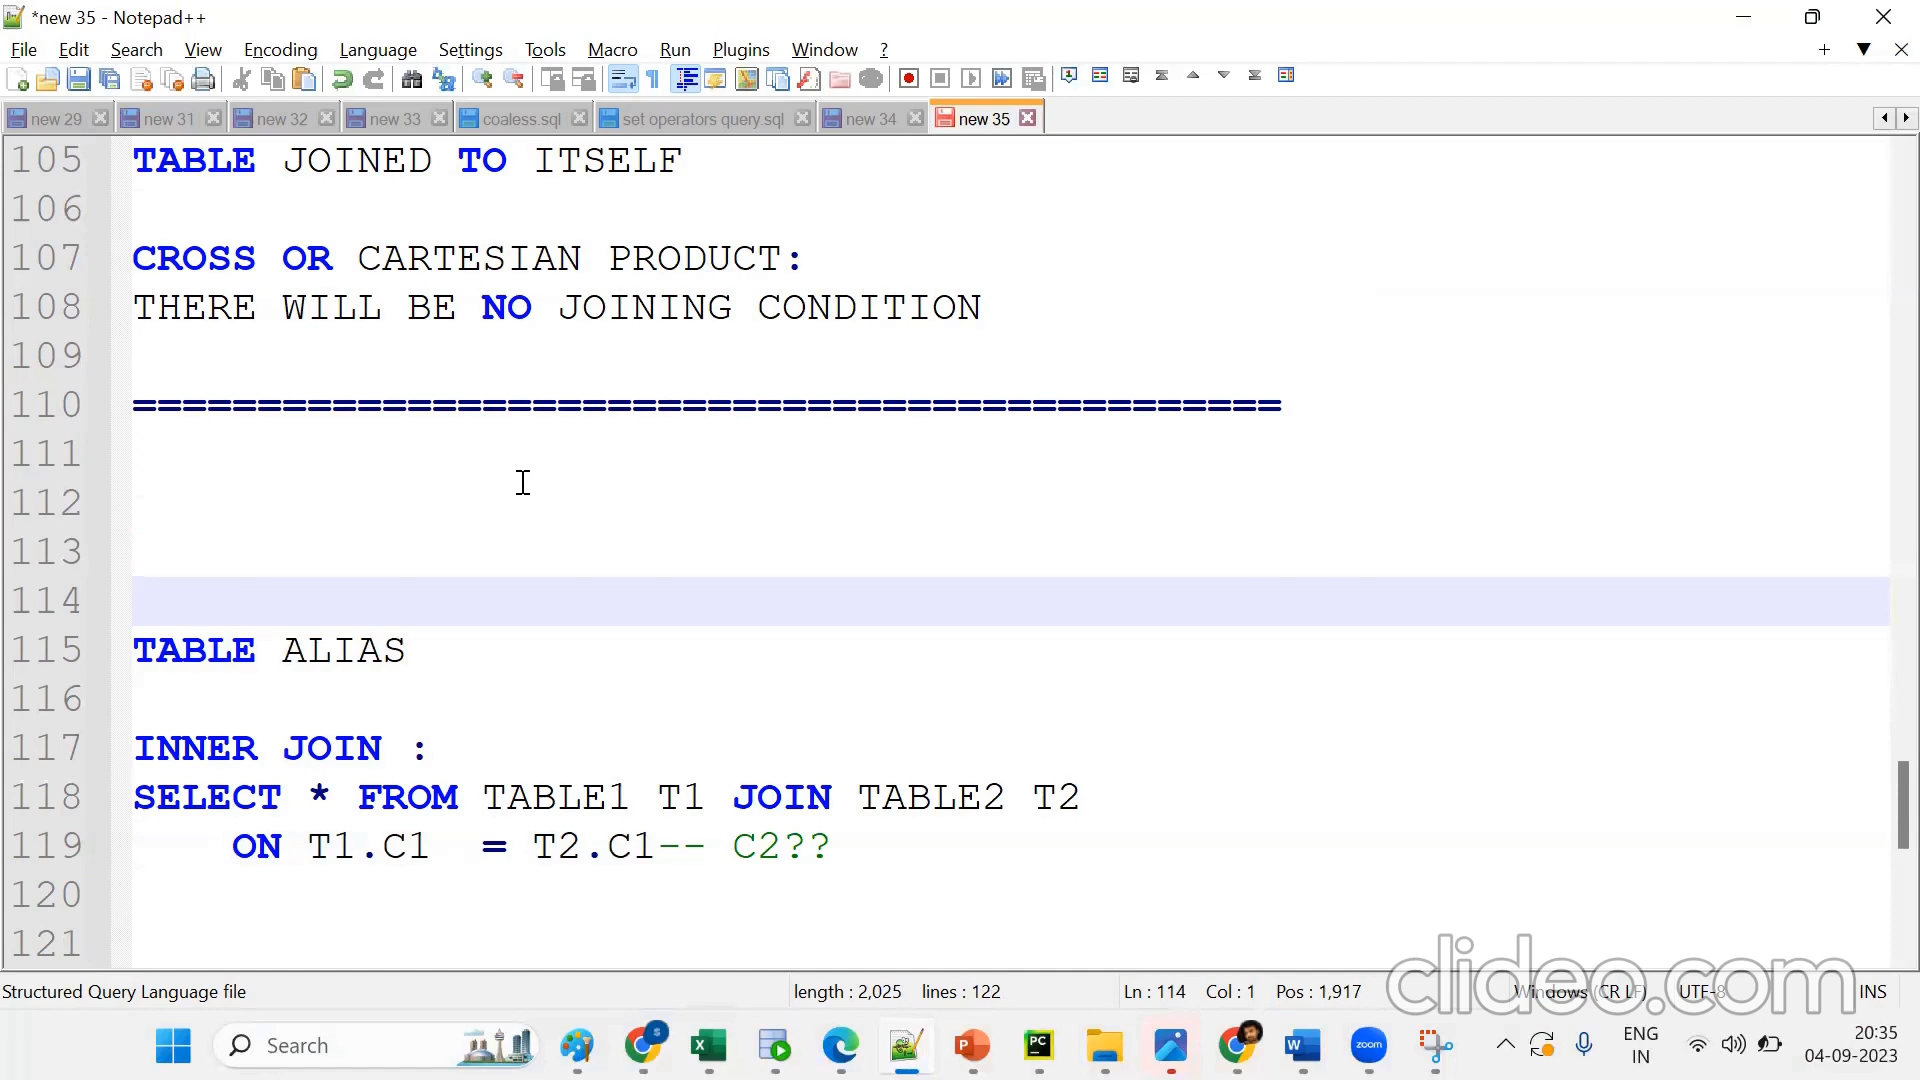 *new 35 - Notepad++
File Edit Search View Encoding Language Settings Tools Macro Run Plugins Window ?
new 29 new 31 new 32 new 33 coaless.sql set operators query.sql new 34 new 35
105 TABLE JOINED TO ITSELF
106
107 CROSS OR CARTESIAN PRODUCT:
108 THERE WILL BE NO JOINING CONDITION
109
110 ==============================================
111
112
113
114
115 TABLE ALIAS
116
117 INNER JOIN :
118 SELECT * FROM TABLE1 T1 JOIN TABLE2 T2
119 ON T1.C1 = T2.C1-- C2??
120
121
clideo.com
Structured Query Language file length : 2,025 lines : 122 Ln : 114 Col : 1 Pos : 1,917 Windows (CR LF) UTF-8 INS
Search
zoom
ENG
IN
20:35
04-09-2023